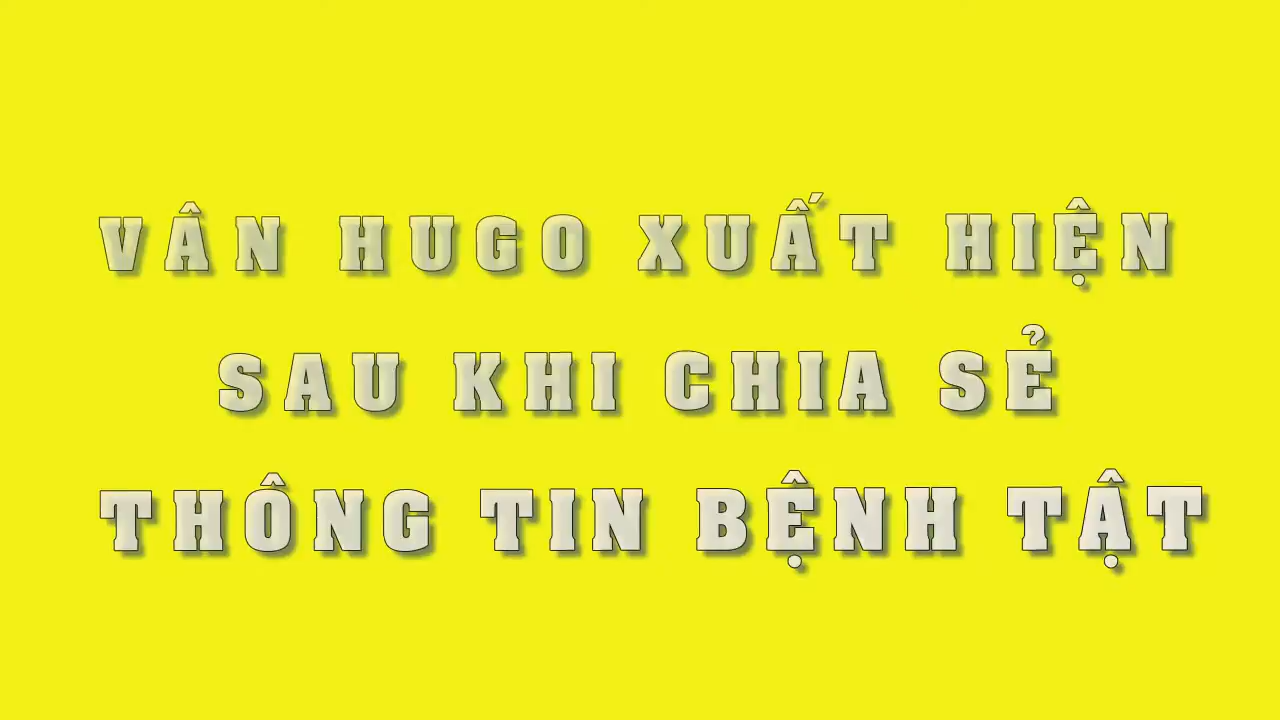 VÂN HUGO XUẤT HIỆN
SAU KHI CHIA SẺ
THÔNG TIN BỆNH TẬT